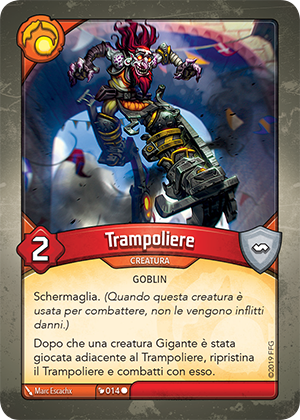 Trampoliere
CREATURA
2
GOBLIN
Schermaglia. (Quando questa creatura è
usata per combattere, non le vengono inflitti
danni.)
Dopo che una creatura Gigante è stata
giocata adiacente al Trampoliere, ripristina
il Trampoliere e combatti con esso.
Marc Escachx
014
©2019 FFG